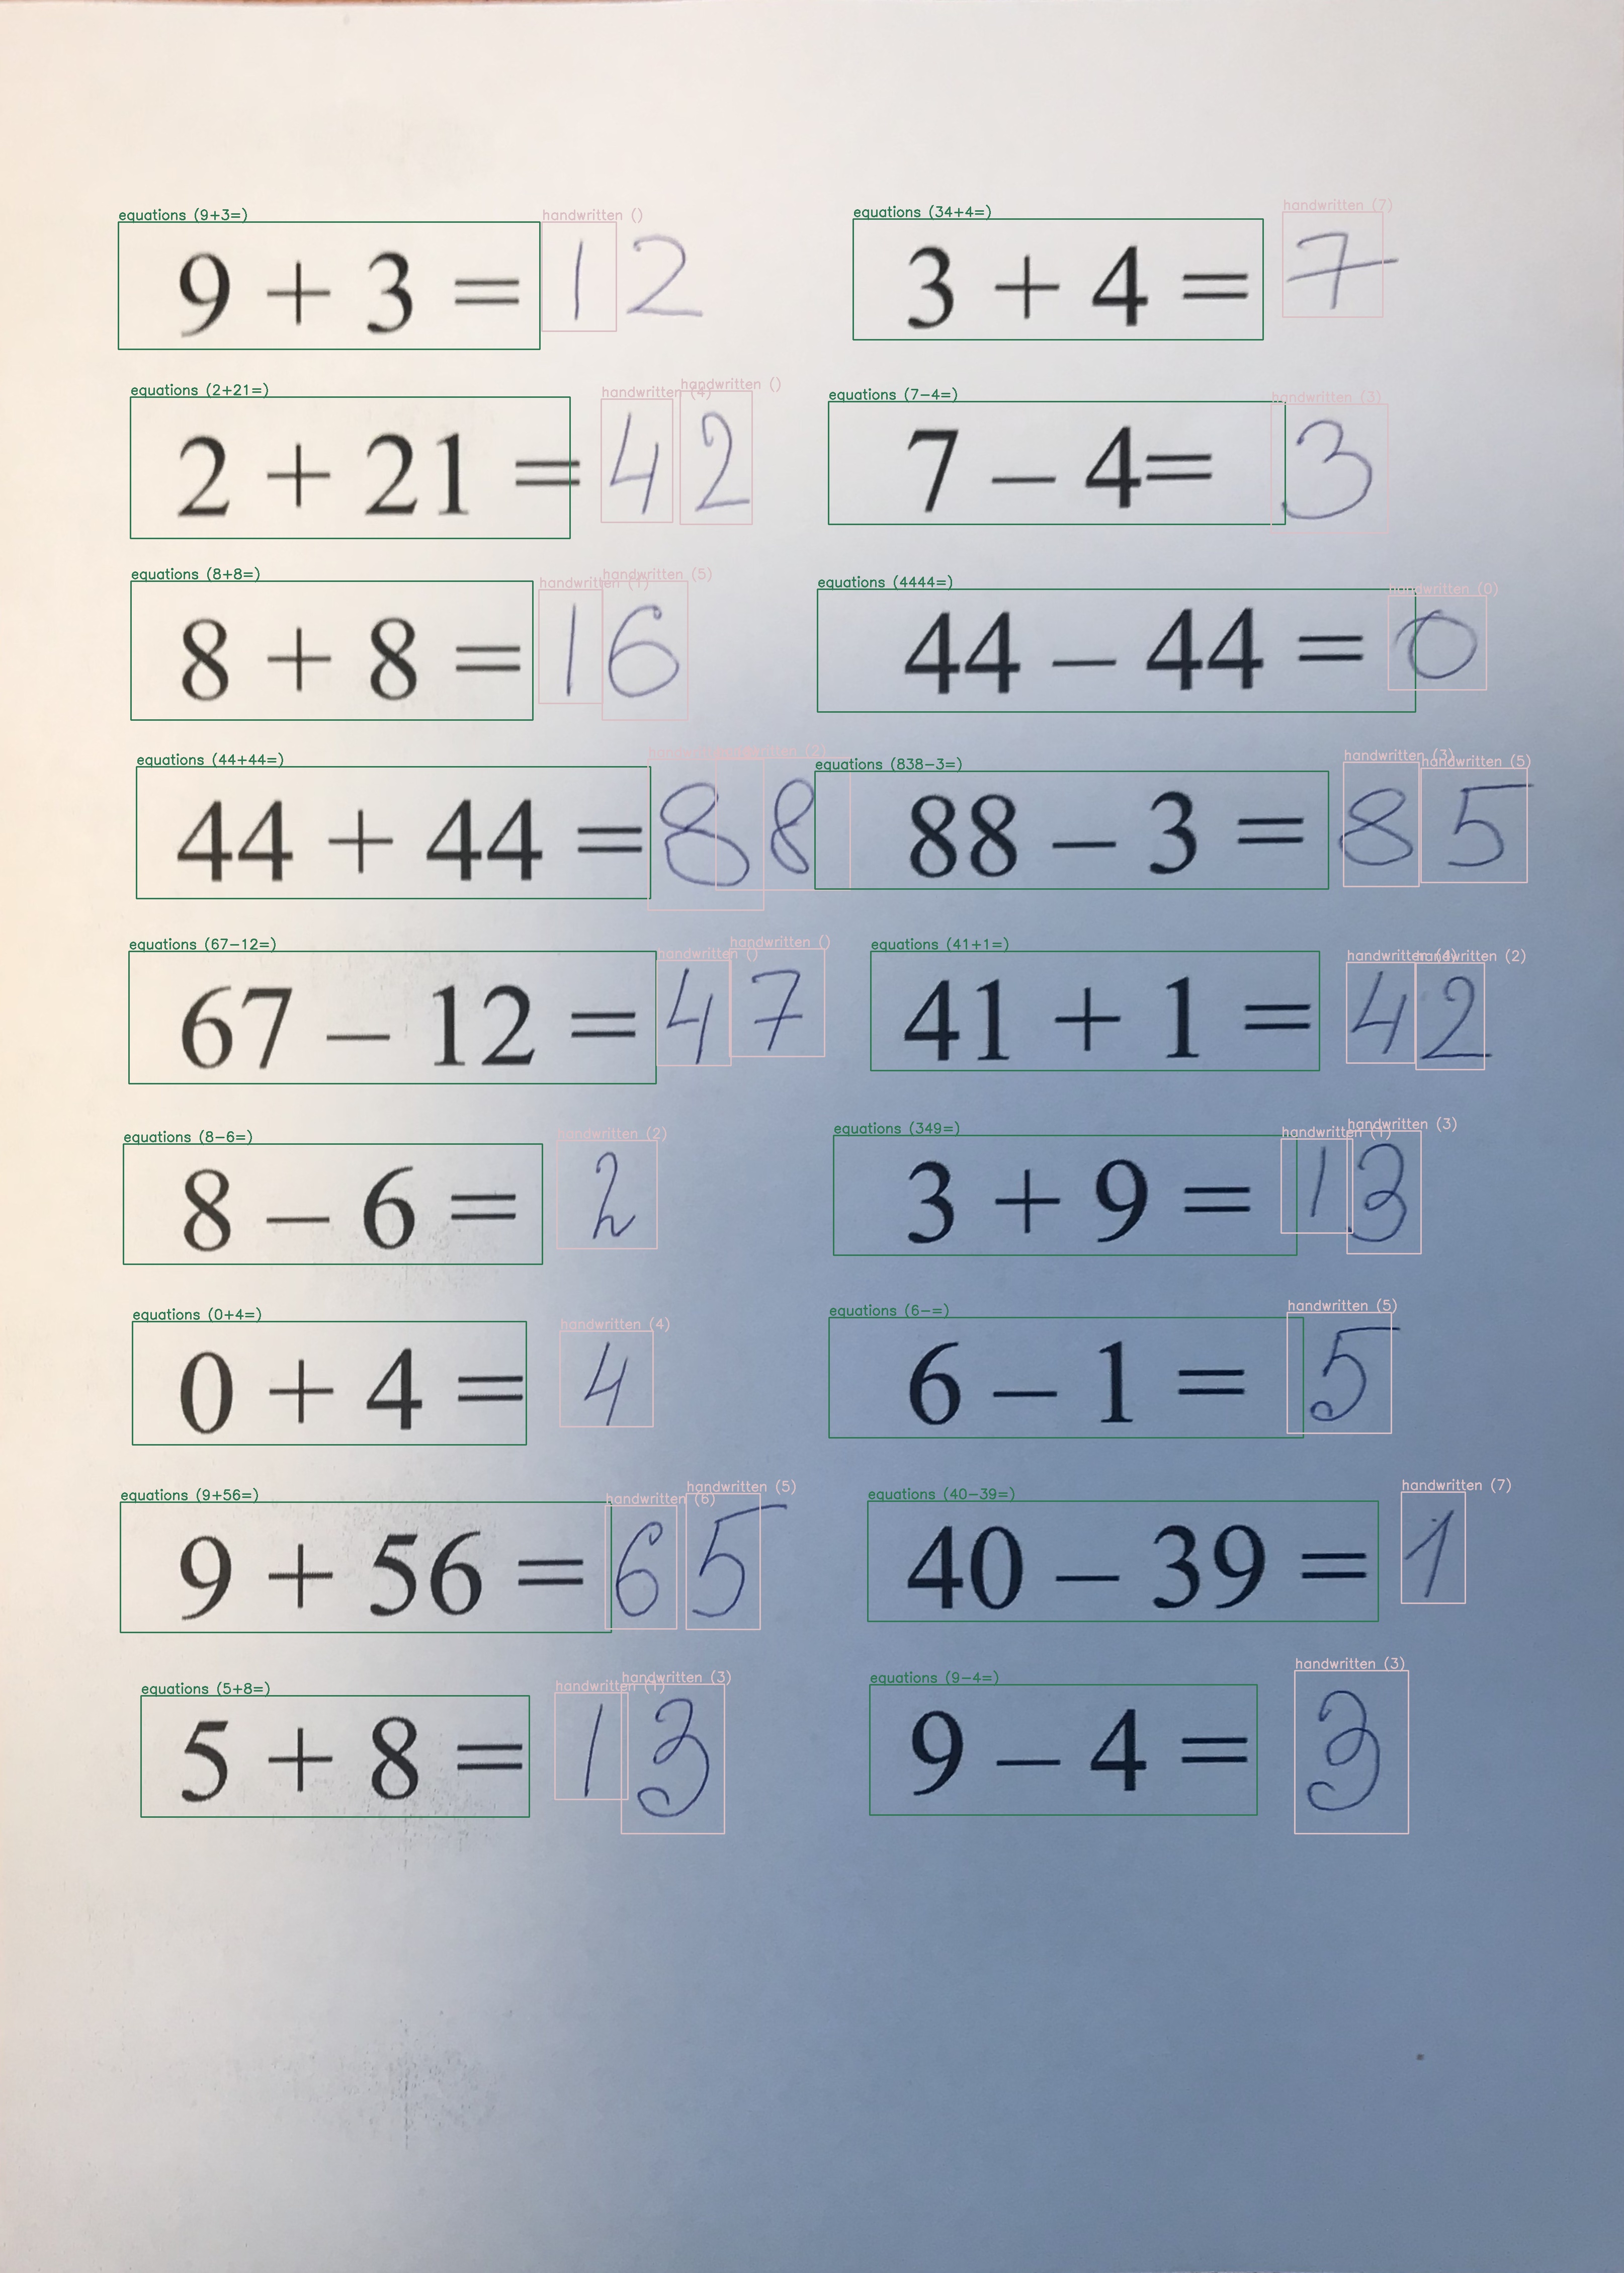 equations (9+3=) handwritten () equations (34+4=) handwritten (7)
9 + 3 = 12 3 + 4 = 7
equations (2+21=) handwritten (4) handwritten () equations (7-4=) handwritten (3)
2 + 21 = 42 7 – 4= 3
equations (8+8=) handwritten (1) handwritten (5) equations (4444=) handwritten (0)
8 + 8 = 16 44 – 44 = 0
equations (44+44=) handwritten (2) equations (838-3=) handwritten (3) handwritten (5)
44 + 44 = 88 88 – 3 = 85
equations (67-12=) handwritten () handwritten () equations (41+1=) handwritten (4) handwritten (2)
67 – 12 = 47 41 + 1 = 42
equations (8-6=) handwritten (2) equations (349=) handwritten (1) handwritten (3)
8 – 6 = 2 3 + 9 = 13
equations (0+4=) handwritten (4) equations (6-=) handwritten (5)
0 + 4 = 4 6 – 1 = 5
equations (9+56=) handwritten (6) handwritten (5) equations (40-39=) handwritten (7)
9 + 56 = 65 40 – 39 = 1
equations (5+8=) handwritten (1) handwritten (3) equations (9-4=) handwritten (3)
5 + 8 = 13 9 – 4 = 3